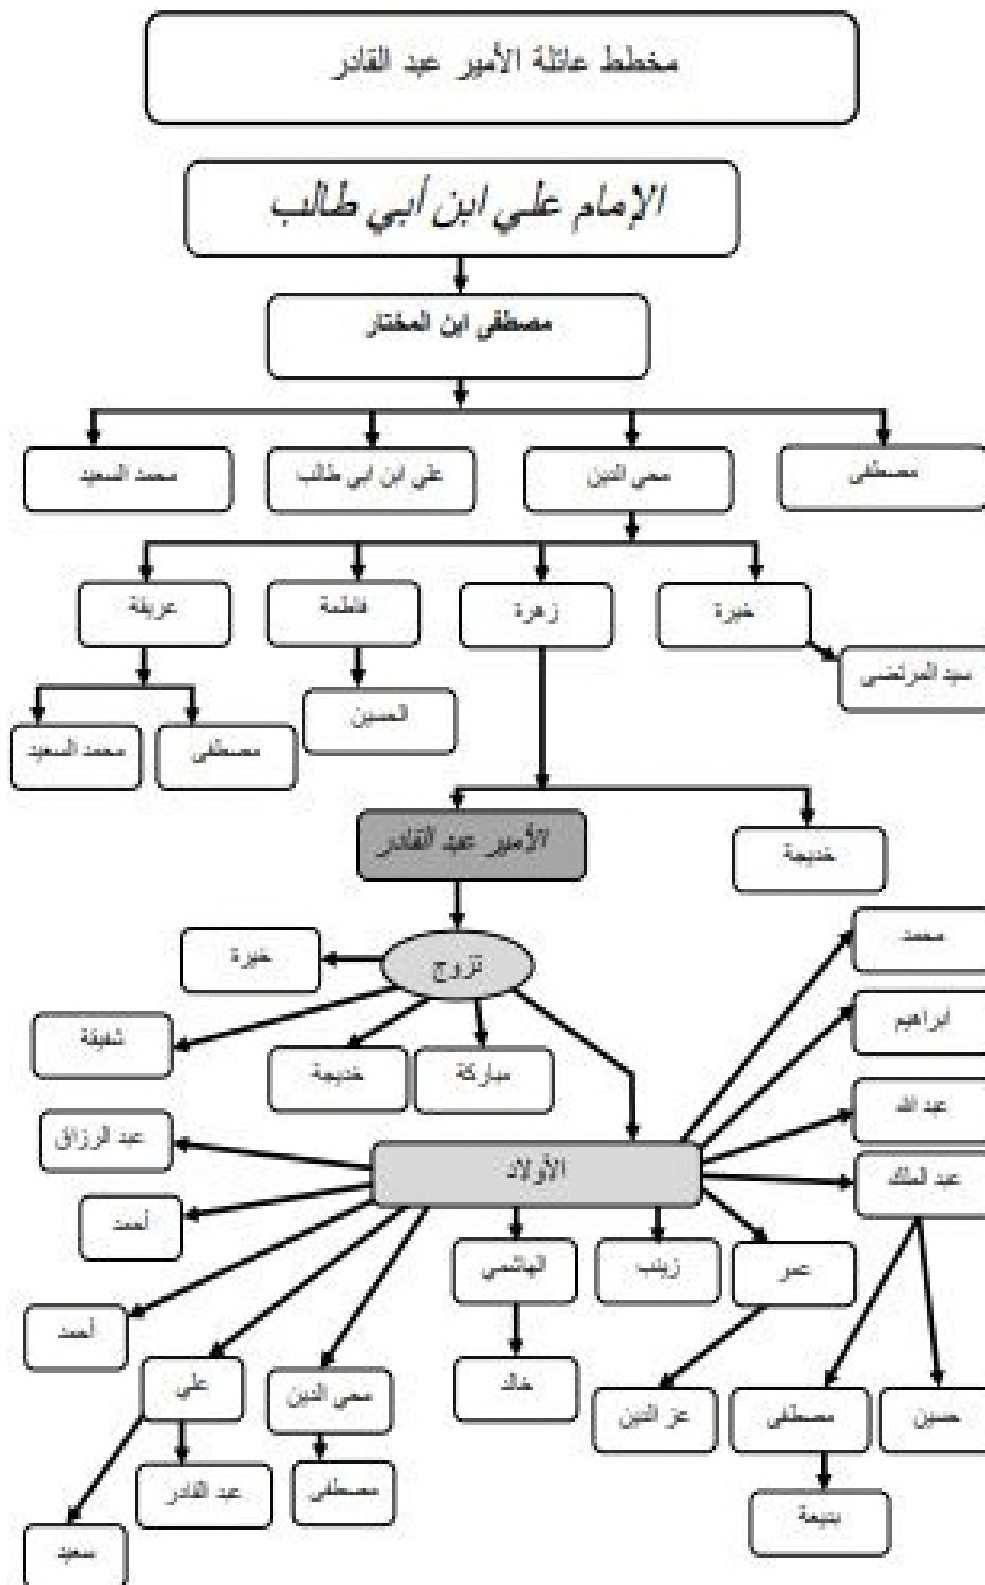 مخطط عائلة الأمير عبد القادر
الإمام علي ابن أبي طالب
مصطفى ابن المختار
مصطفى
محي الدين
علي ابن ابي طالب
محمد السعيد
خيرة
زهرة
فاطمة
عريفة
سيد المرتضى
الحسين
مصطفى
محمد السعيد
الأمير عبد القادر
خديجة
تزوج
خيرة
شفيقة
خديجة
مباركة
محمد
ابراهيم
عبد الله
عبد الملك
الأولاد
عبد الرزاق
أحمد
أحمد
الهاشمي
زينب
عمر
علي
محي الدين
خالد
عز الدين
مصطفى
حسين
سعيد
عبد القادر
مصطفى